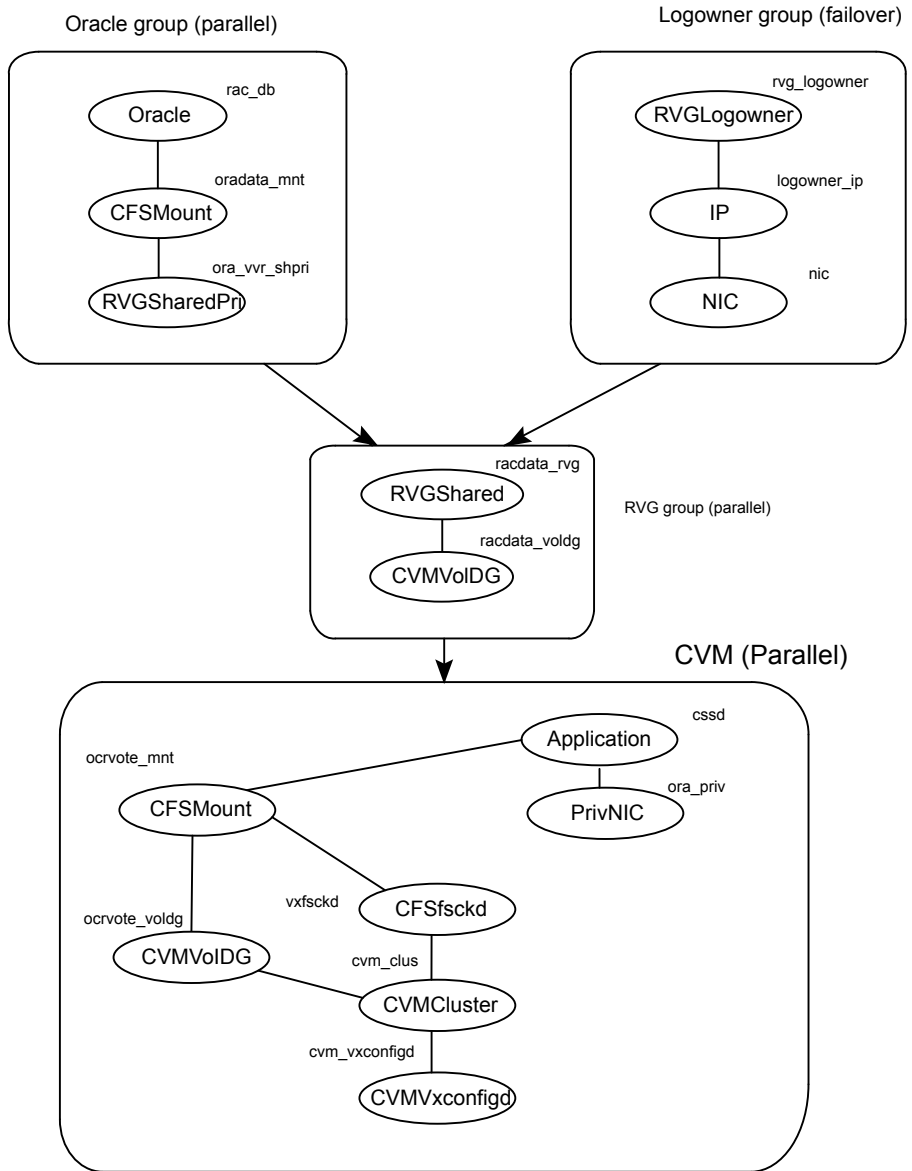 Oracle group (parallel)
Logowner group (failover)
rac_db
Oracle
oradata_mnt
CFSMount
ora_vvr_shpri
RVGSharedPri
rvg_logowner
RVGLogowner
logowner_ip
IP
nic
NIC
racdata_rvg
RVGShared
RVG group (parallel)
racdata_voldg
CVMVolDG
CVM (Parallel)
cssd
Application
ocrvote_mnt
CFSMount
ora_priv
PrivNIC
vxfsckd
CFSfsckd
ocrvote_voldg
CVMVolDG
cvm_clus
CVMCluster
cvm_vxconfigd
CVMVxconfigd